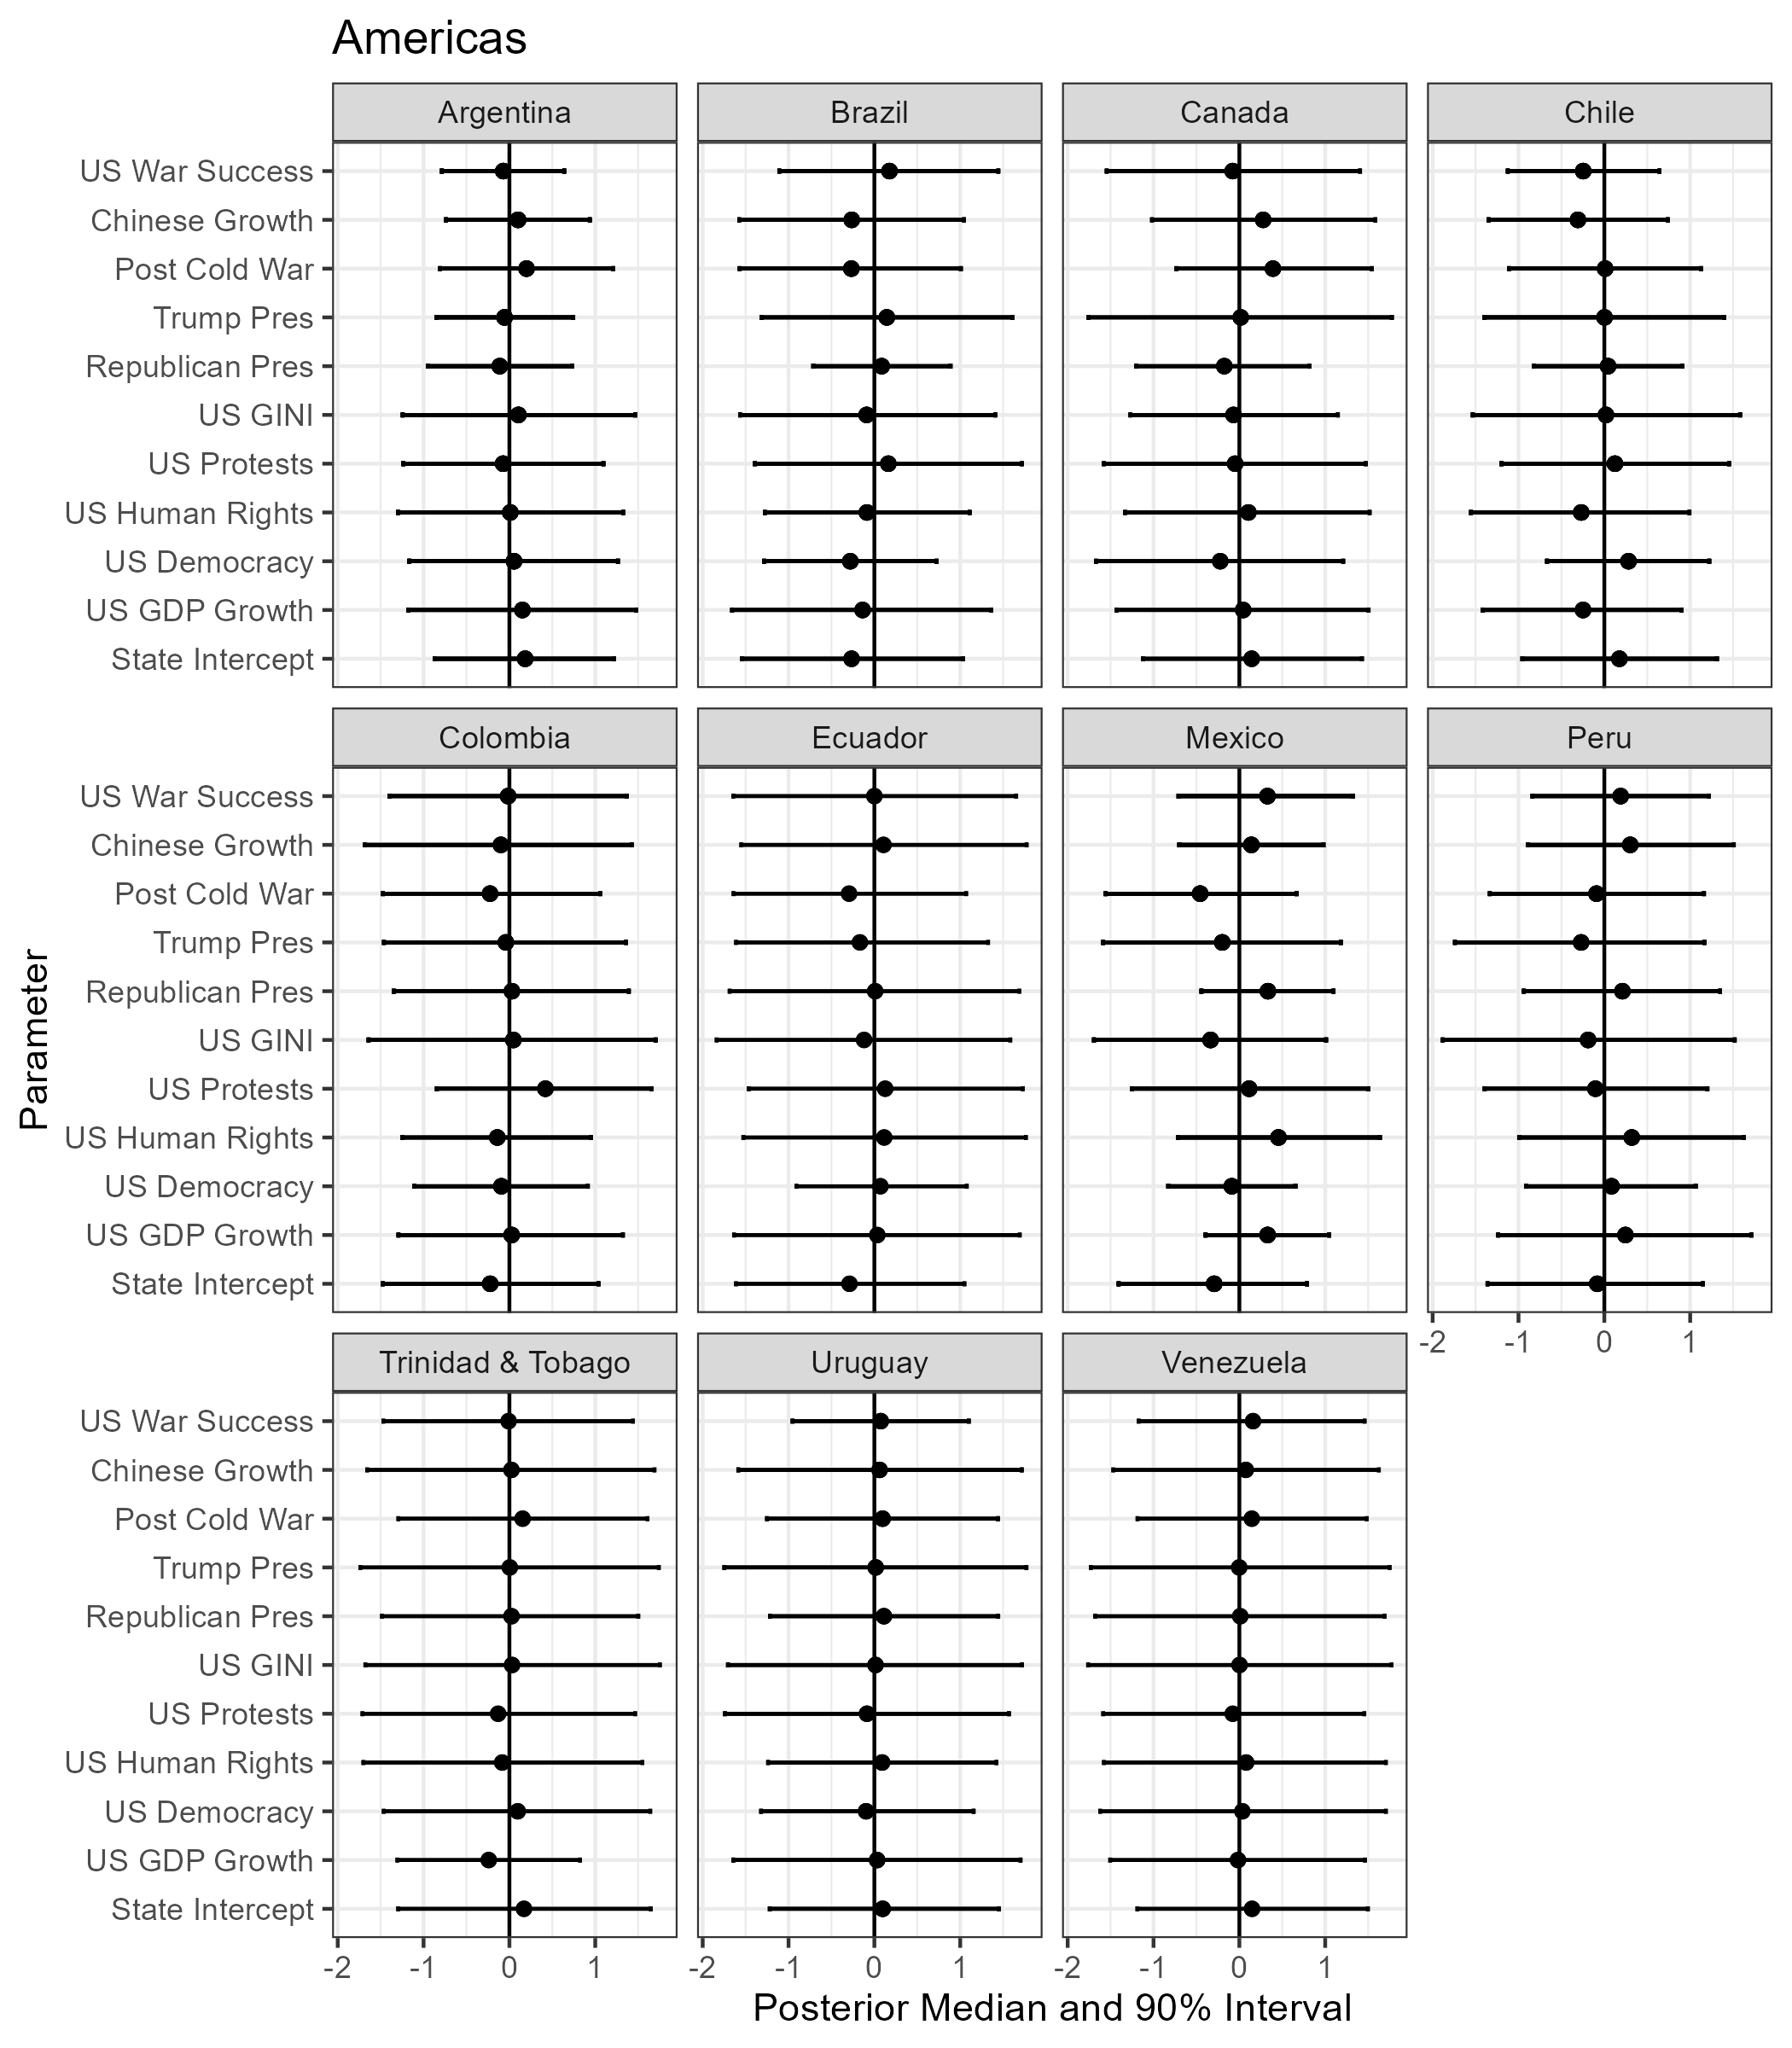 Americas
Argentina Brazil Canada Chile
US War Success
Chinese Growth
Post Cold War
Trump Pres
Republican Pres
US GINI
US Protests
US Human Rights
US Democracy
US GDP Growth
State Intercept
Colombia Ecuador Mexico Peru
US War Success
Chinese Growth
Post Cold War
Trump Pres
Republican Pres
US GINI
US Protests
US Human Rights
US Democracy
US GDP Growth
State Intercept
-2 -1 0 1
Parameter
Trinidad & Tobago Uruguay Venezuela
US War Success
Chinese Growth
Post Cold War
Trump Pres
Republican Pres
US GINI
US Protests
US Human Rights
US Democracy
US GDP Growth
State Intercept
-2 -1 0 1 -2 -1 0 1 -2 -1 0 1
Posterior Median and 90% Interval